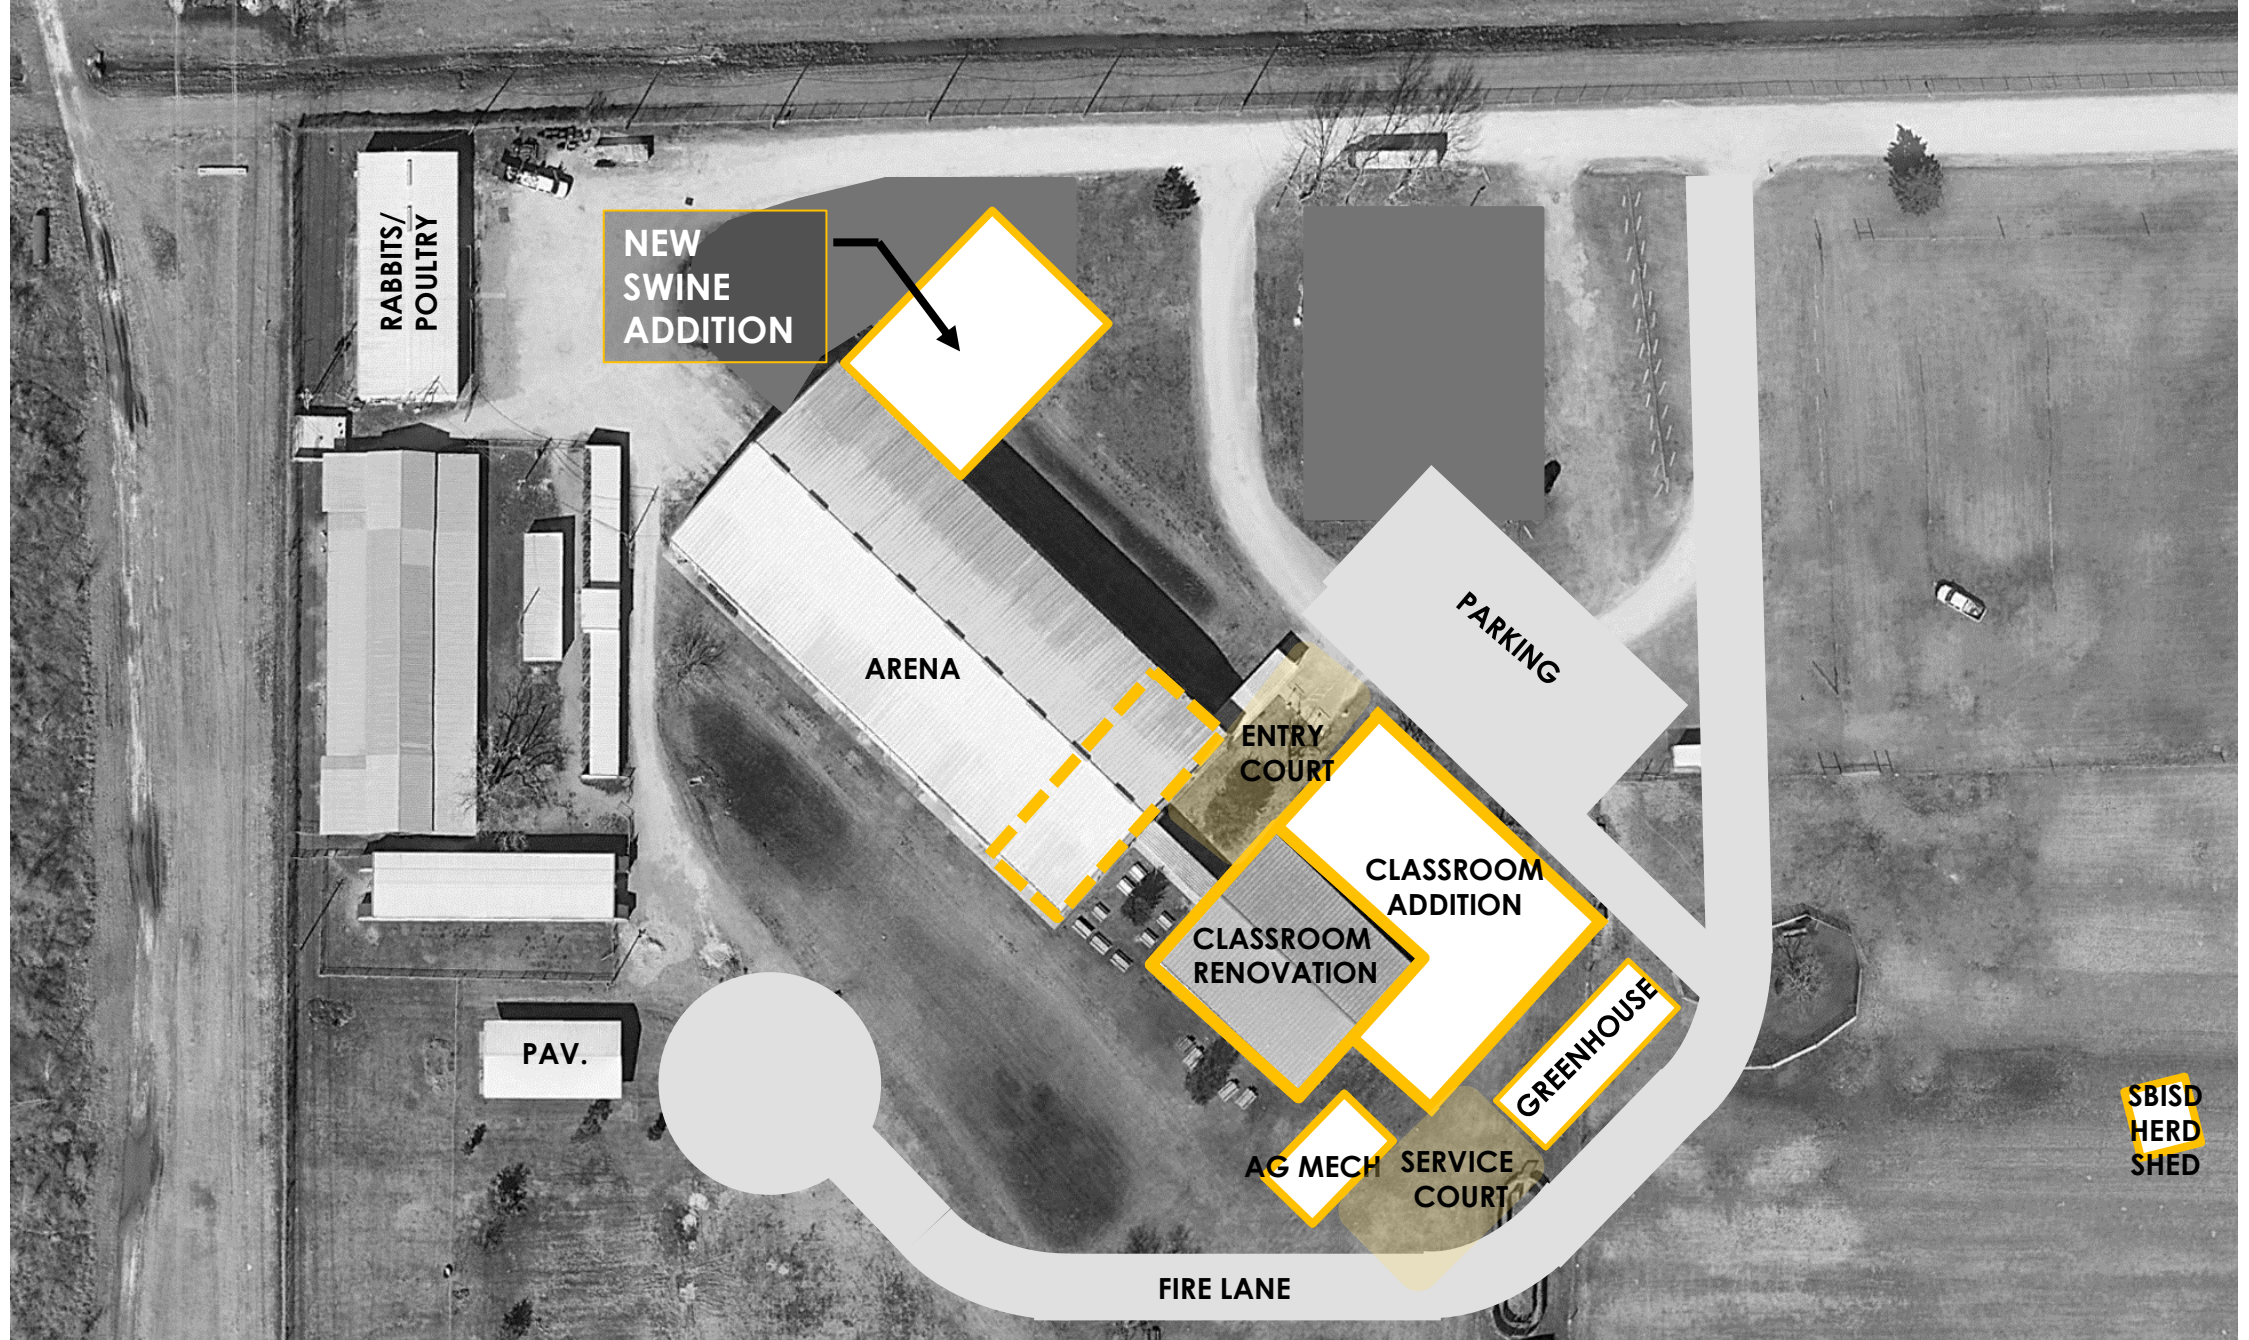 RABBITS/
POULTRY
NEW
SWINE
ADDITION
PARKING
ARENA
ENTRY
COURT
CLASSROOM
ADDITION
CLASSROOM
RENOVATION
GREENHOUSE
PAV.
SBISD
HERD
SHED
AG MECH
SERVICE
COURT
FIRE LANE